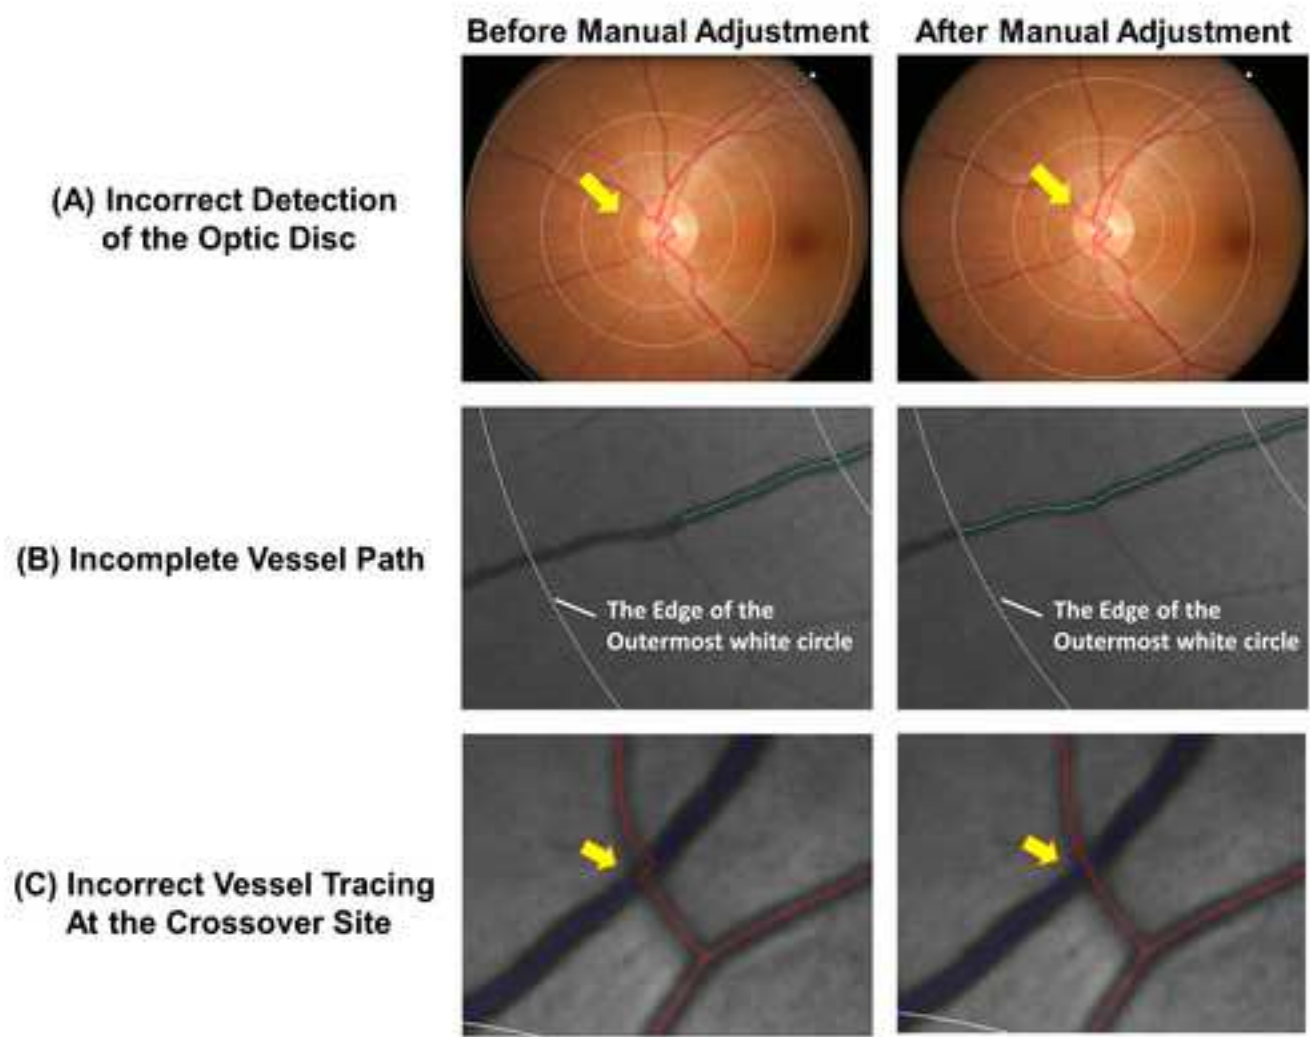 Before Manual Adjustment
After Manual Adjustment
(A) Incorrect Detection
of the Optic Disc
(B) Incomplete Vessel Path
The Edge of the
Outermost white circle
The Edge of the
Outermost white circle
(C) Incorrect Vessel Tracing
At the Crossover Site